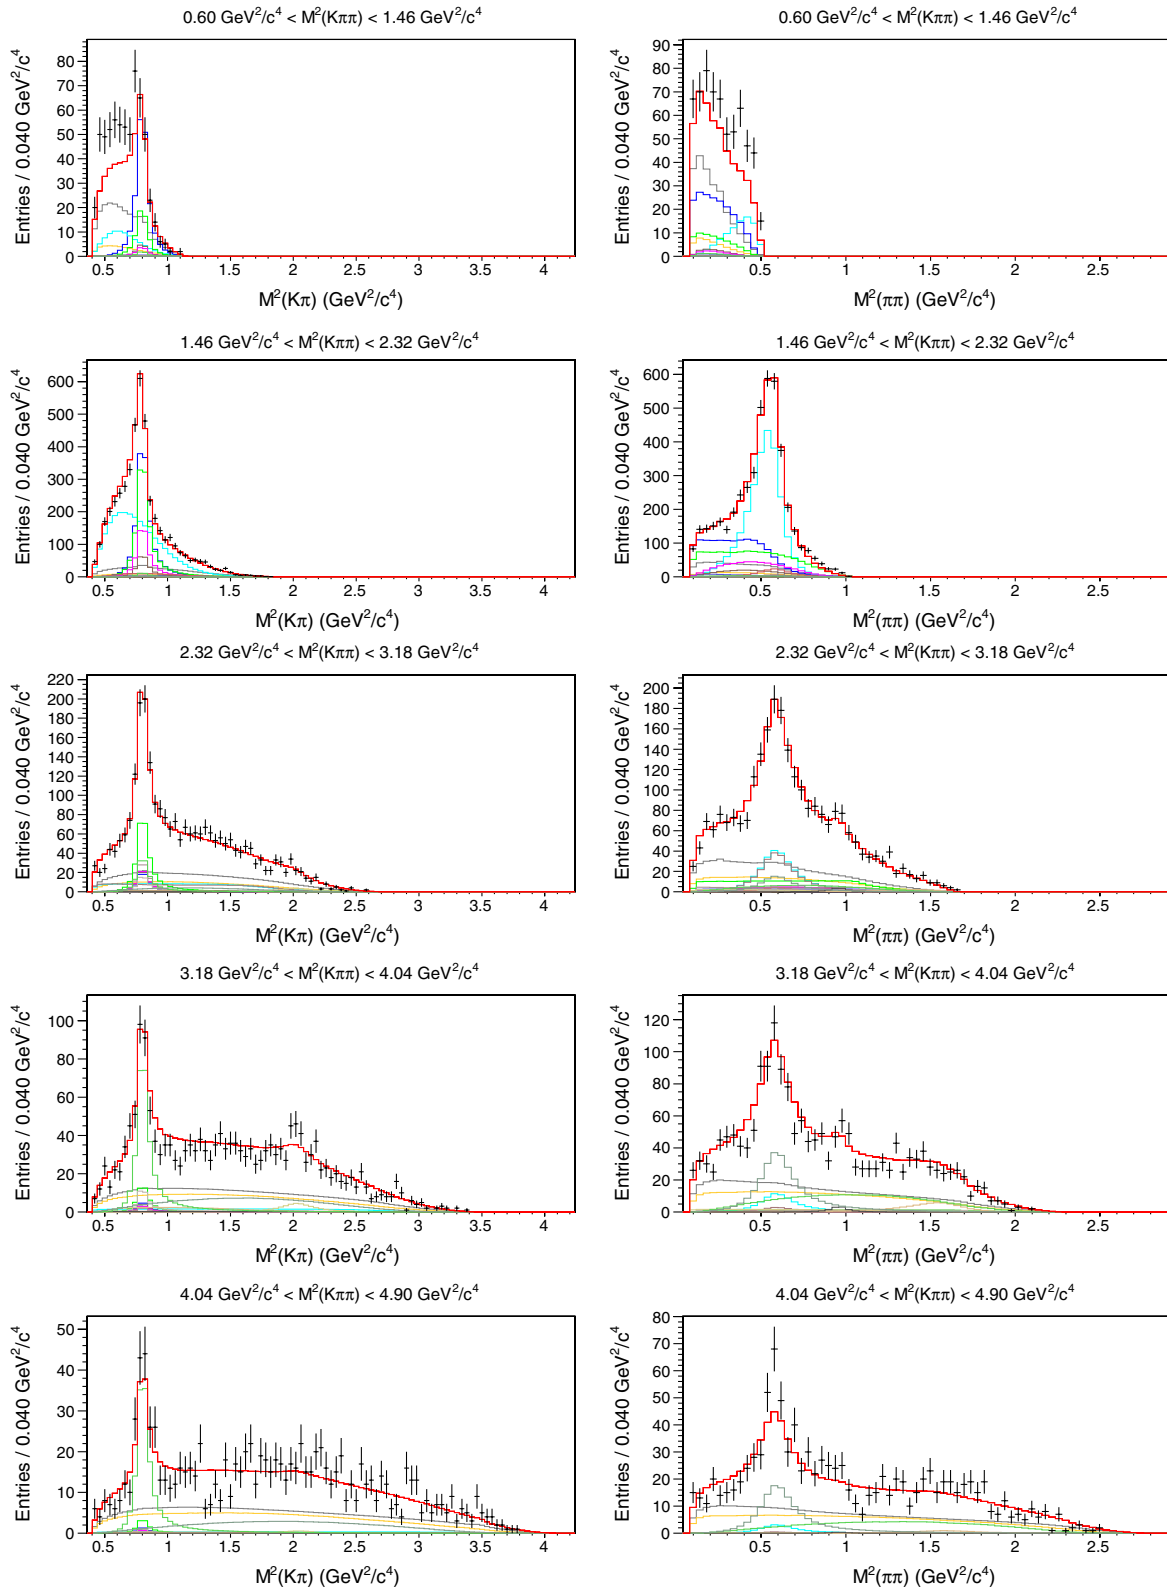 0.60 GeV²/c⁴ < M²(Kππ) < 1.46 GeV²/c⁴
Entries / 0.040 GeV²/c⁴
80
70
60
50
40
30
20
10
0
0.5 1 1.5 2 2.5 3 3.5 4
M²(Kπ) (GeV²/c⁴)
0.60 GeV²/c⁴ < M²(Kππ) < 1.46 GeV²/c⁴
Entries / 0.040 GeV²/c⁴
90
80
70
60
50
40
30
20
10
0
0.5 1 1.5 2 2.5
M²(ππ) (GeV²/c⁴)
1.46 GeV²/c⁴ < M²(Kππ) < 2.32 GeV²/c⁴
Entries / 0.040 GeV²/c⁴
600
500
400
300
200
100
0
0.5 1 1.5 2 2.5 3 3.5 4
M²(Kπ) (GeV²/c⁴)
1.46 GeV²/c⁴ < M²(Kππ) < 2.32 GeV²/c⁴
Entries / 0.040 GeV²/c⁴
600
500
400
300
200
100
0
0.5 1 1.5 2 2.5
M²(ππ) (GeV²/c⁴)
2.32 GeV²/c⁴ < M²(Kππ) < 3.18 GeV²/c⁴
Entries / 0.040 GeV²/c⁴
220
200
180
160
140
120
100
80
60
40
20
0
0.5 1 1.5 2 2.5 3 3.5 4
M²(Kπ) (GeV²/c⁴)
2.32 GeV²/c⁴ < M²(Kππ) < 3.18 GeV²/c⁴
Entries / 0.040 GeV²/c⁴
200
180
160
140
120
100
80
60
40
20
0
0.5 1 1.5 2 2.5
M²(ππ) (GeV²/c⁴)
3.18 GeV²/c⁴ < M²(Kππ) < 4.04 GeV²/c⁴
Entries / 0.040 GeV²/c⁴
100
80
60
40
20
0
0.5 1 1.5 2 2.5 3 3.5 4
M²(Kπ) (GeV²/c⁴)
3.18 GeV²/c⁴ < M²(Kππ) < 4.04 GeV²/c⁴
Entries / 0.040 GeV²/c⁴
120
100
80
60
40
20
0
0.5 1 1.5 2 2.5
M²(ππ) (GeV²/c⁴)
4.04 GeV²/c⁴ < M²(Kππ) < 4.90 GeV²/c⁴
Entries / 0.040 GeV²/c⁴
50
40
30
20
10
0
0.5 1 1.5 2 2.5 3 3.5 4
M²(Kπ) (GeV²/c⁴)
4.04 GeV²/c⁴ < M²(Kππ) < 4.90 GeV²/c⁴
Entries / 0.040 GeV²/c⁴
80
70
60
50
40
30
20
10
0
0.5 1 1.5 2 2.5
M²(ππ) (GeV²/c⁴)